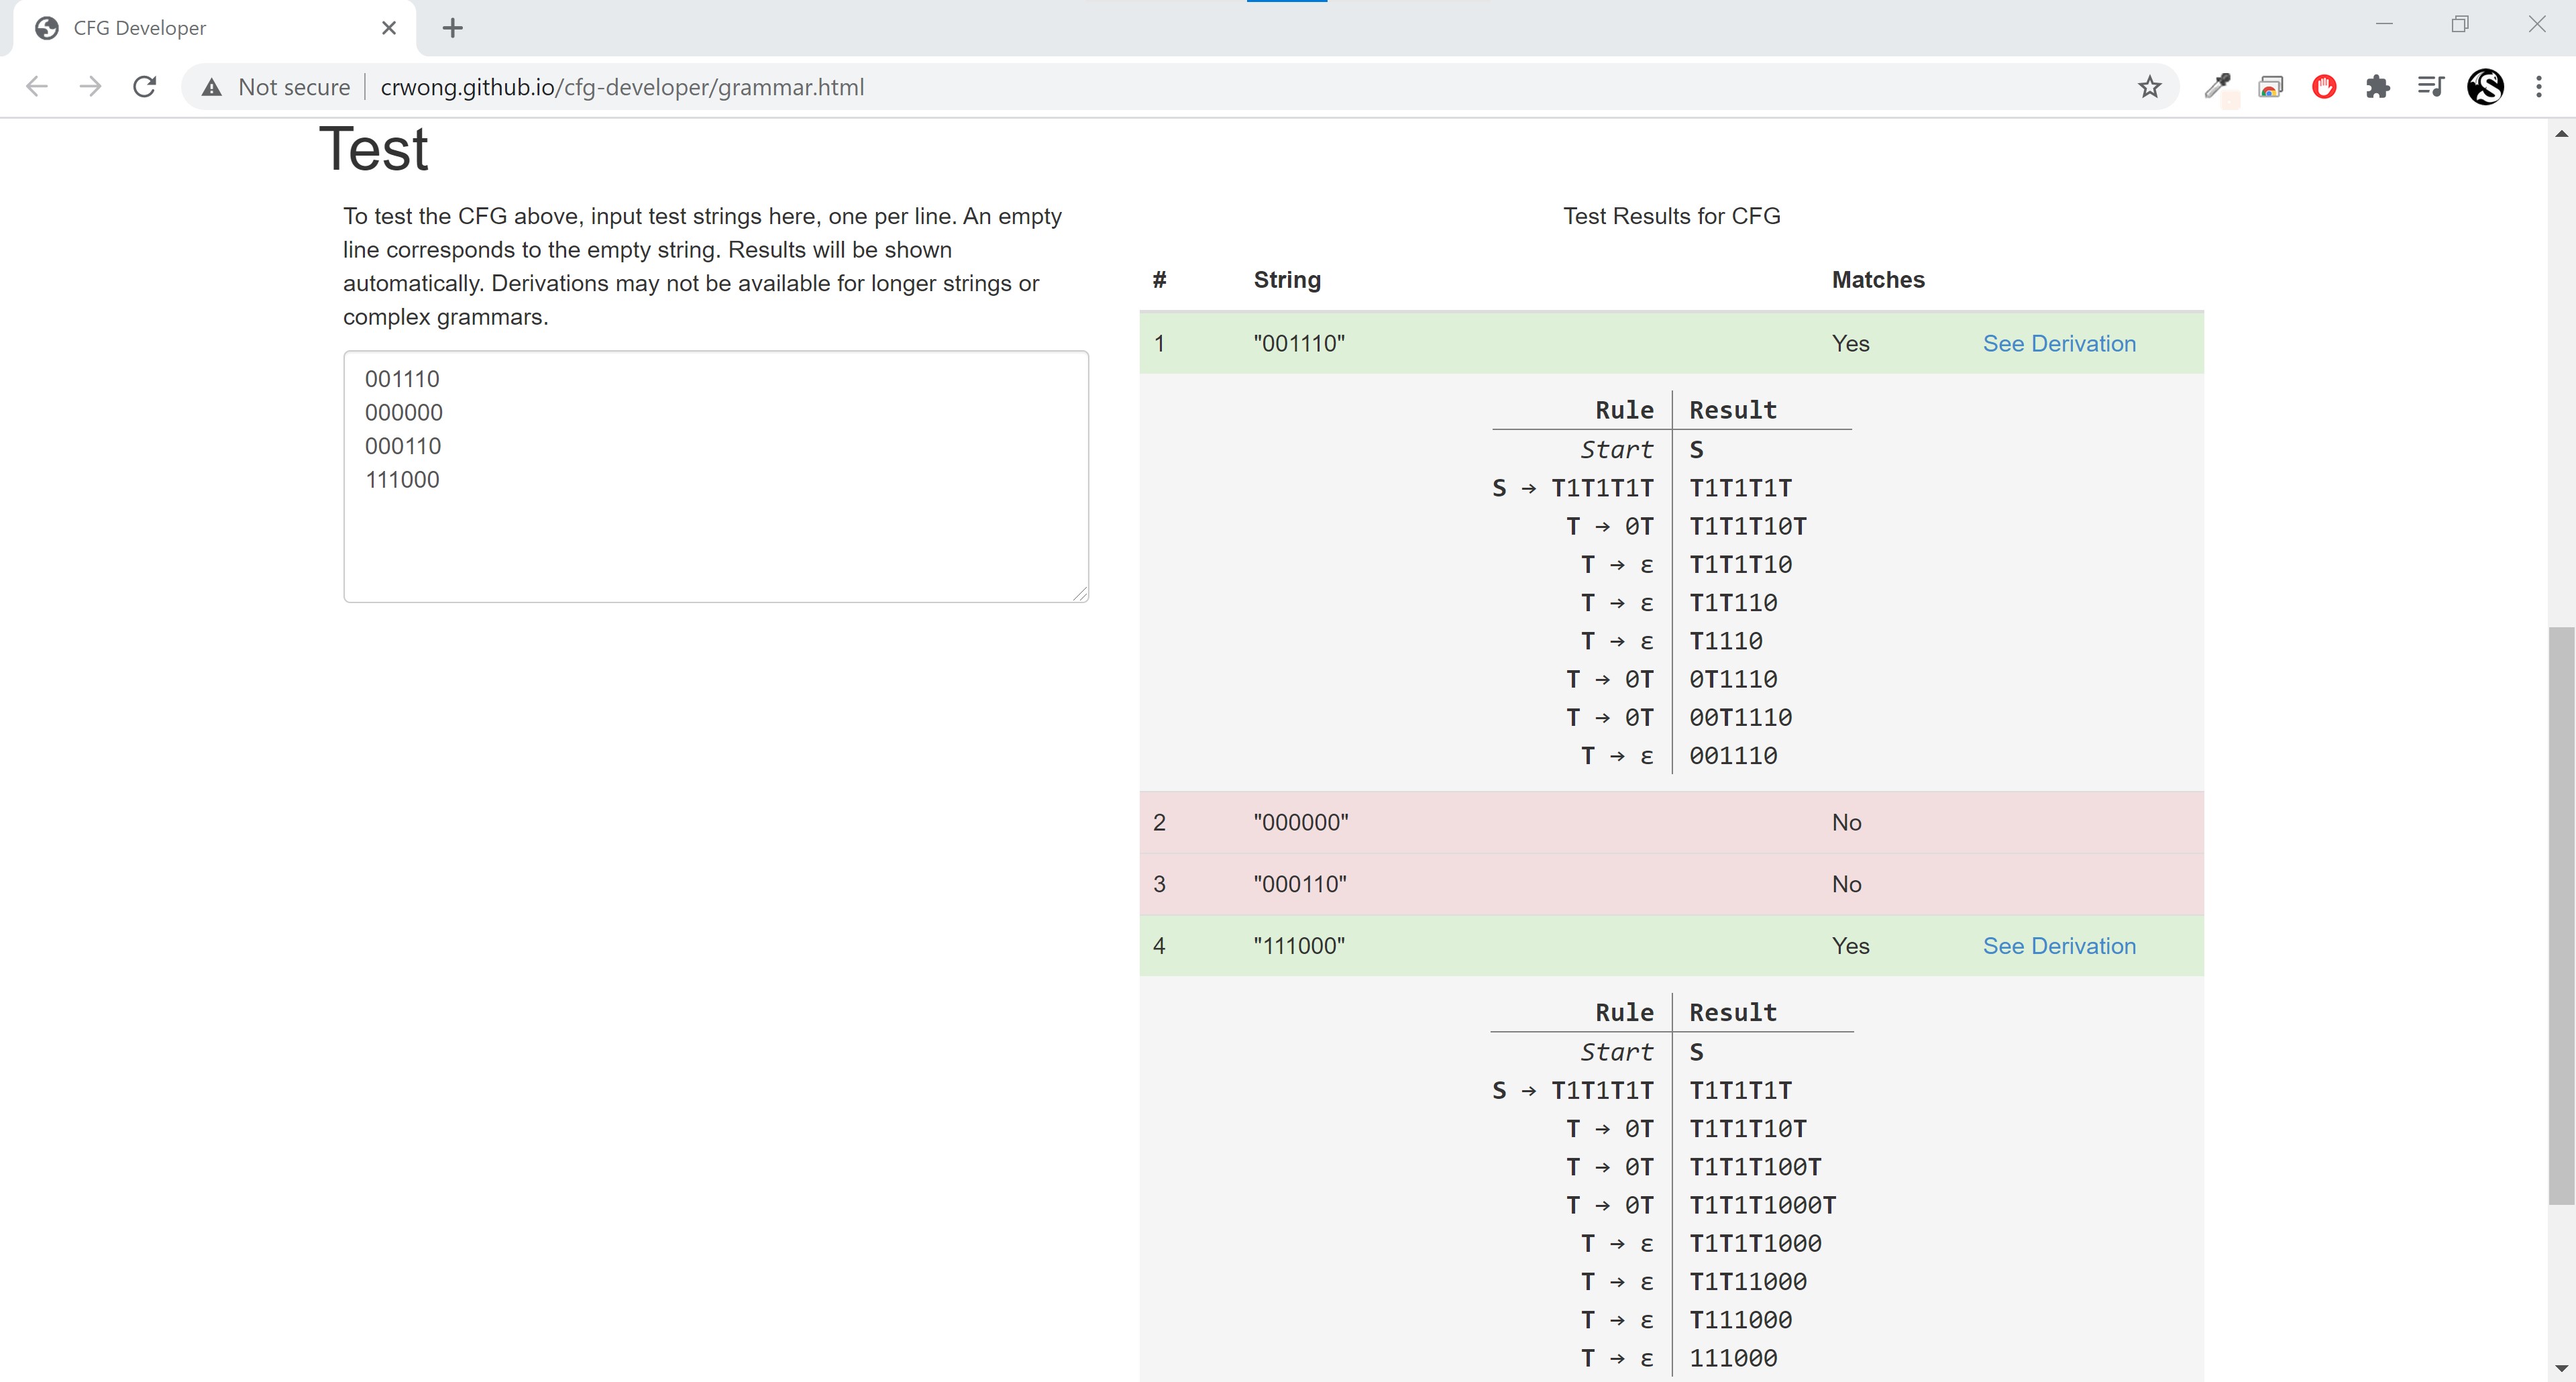 CFG Developer
Not secure crwong.github.io/cfg-developer/grammar.html
Test
To test the CFG above, input test strings here, one per line. An empty
line corresponds to the empty string. Results will be shown
automatically. Derivations may not be available for longer strings or
complex grammars.
001110
000000
000110
111000
Test Results for CFG
# String Matches
1 "001110" Yes See Derivation
Rule Result
Start S
S → T1T1T1T T1T1T1T
T → 0T T1T1T10T
T → ε T1T1T10
T → ε T1T110
T → ε T1110
T → 0T 0T1110
T → 0T 00T1110
T → ε 001110
2 "000000" No
3 "000110" No
4 "111000" Yes See Derivation
Rule Result
Start S
S → T1T1T1T T1T1T1T
T → 0T T1T1T10T
T → 0T T1T1T100T
T → 0T T1T1T1000T
T → ε T1T1T1000
T → ε T1T11000
T → ε T111000
T → ε 111000